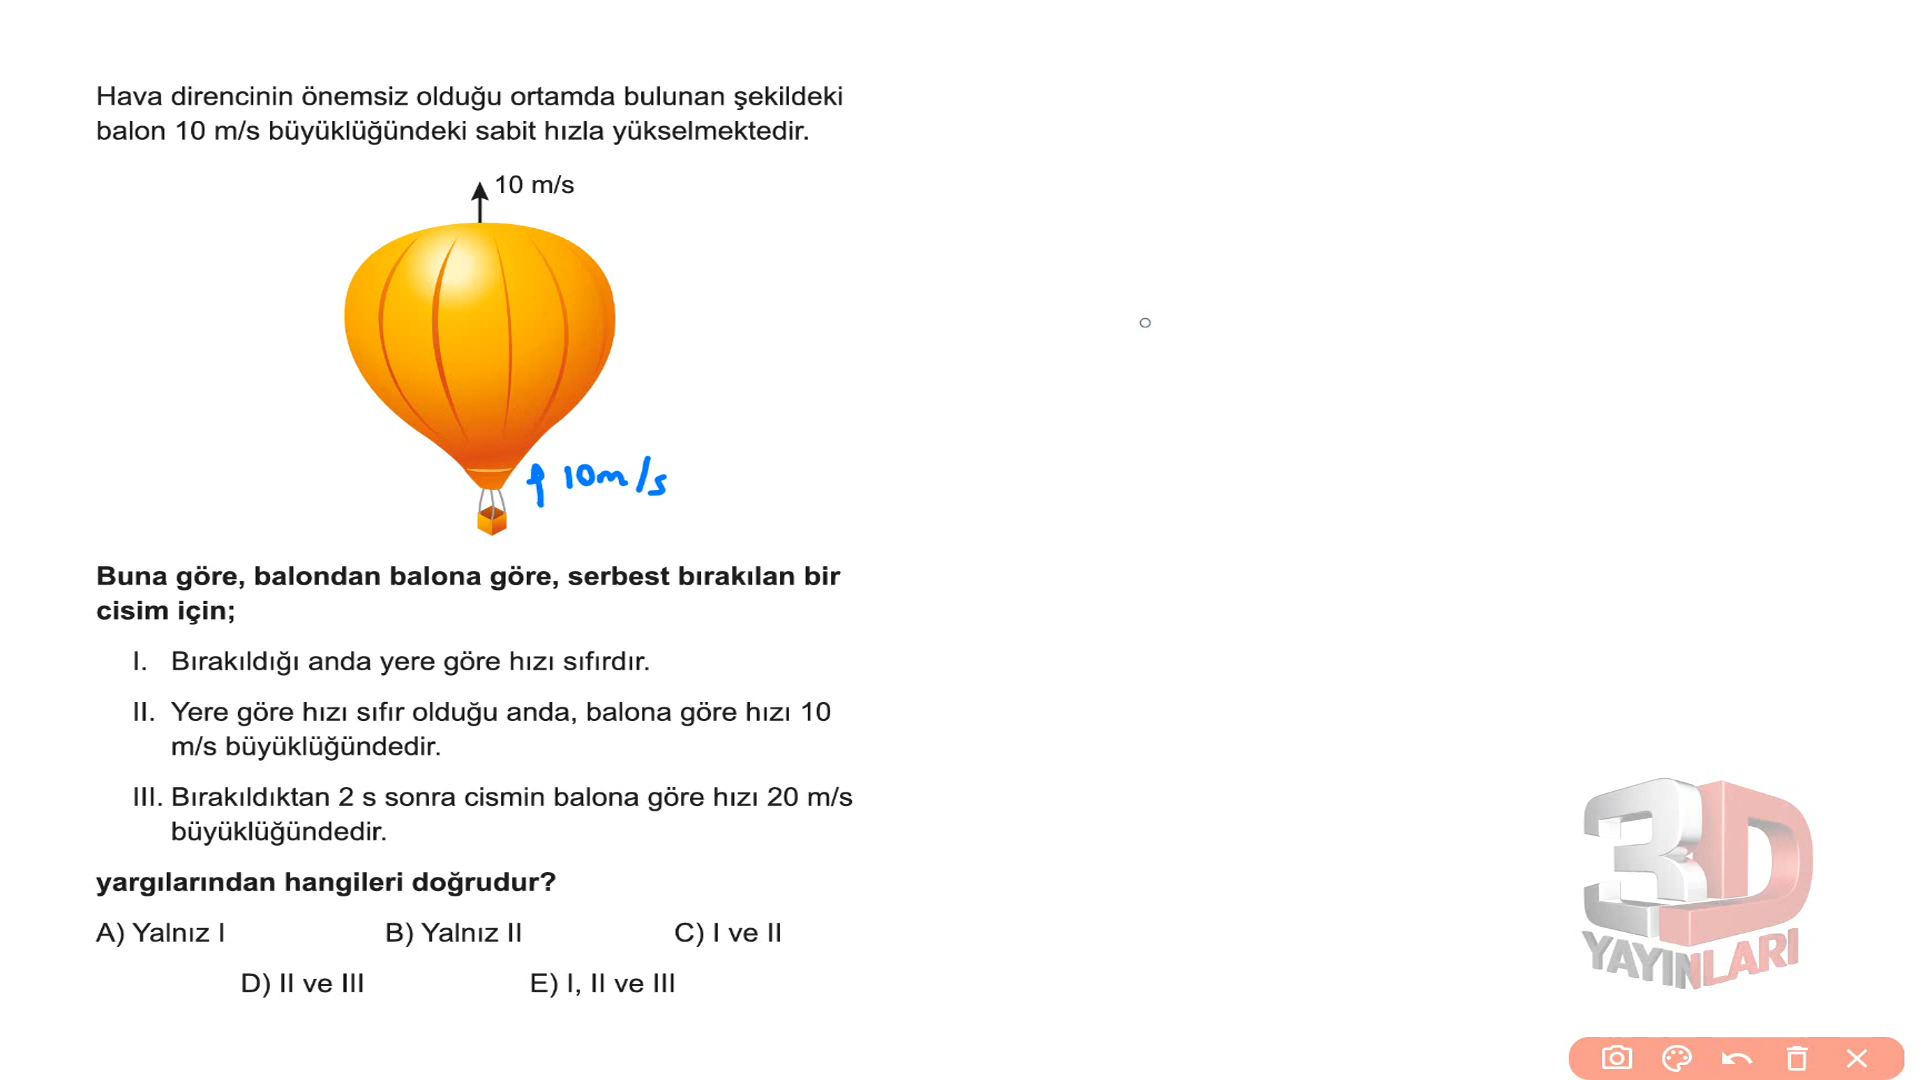 Hava direncinin önemsiz olduğu ortamda bulunan şekildeki
balon 10 m/s büyüklüğündeki sabit hızla yükselmektedir.
10 m/s
10m/s
Buna göre, balondan balona göre, serbest bırakılan bir
cisim için;
I. Bırakıldığı anda yere göre hızı sıfırdır.
II. Yere göre hızı sıfır olduğu anda, balona göre hızı 10
m/s büyüklüğündedir.
III. Bırakıldıktan 2 s sonra cismin balona göre hızı 20 m/s
büyüklüğündedir.
yargılarından hangileri doğrudur?
A) Yalnız I B) Yalnız II C) I ve II
D) II ve III E) I, II ve III
3D
YAYINLARI